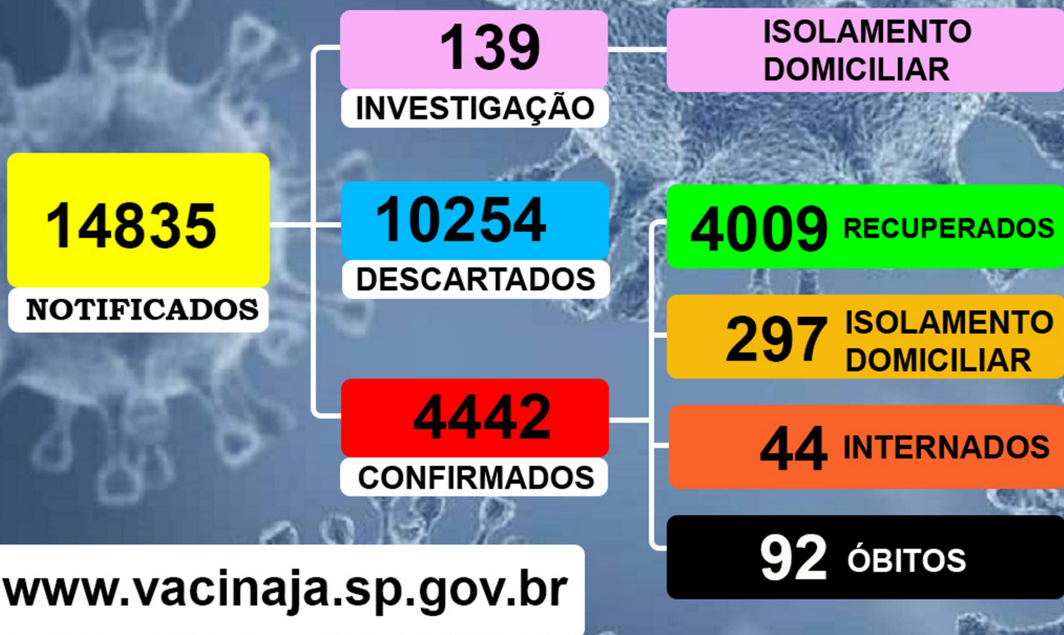 14835
NOTIFICADOS
139
INVESTIGAÇÃO
ISOLAMENTO
DOMICILIAR
10254
DESCARTADOS
4442
CONFIRMADOS
4009 RECUPERADOS
297 ISOLAMENTO
DOMICILIAR
44 INTERNADOS
92 ÓBITOS
www.vacinaja.sp.gov.br